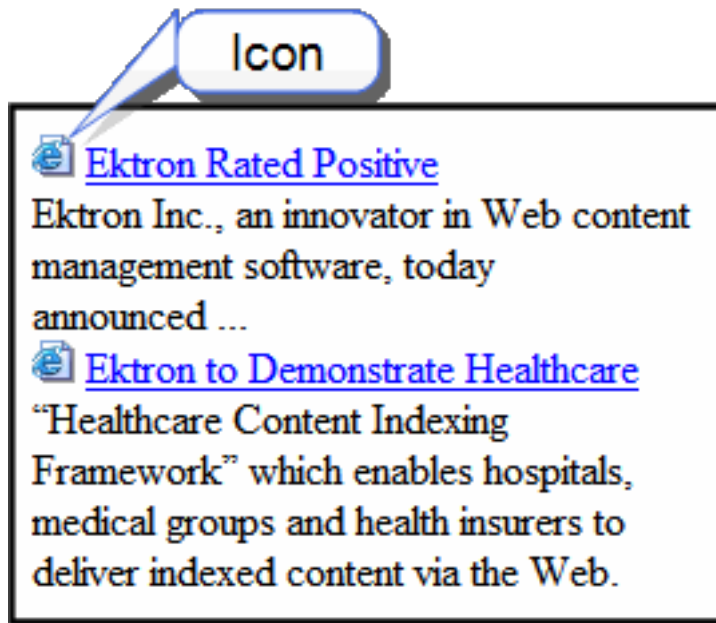 Icon
Ektron Rated Positive
Ektron Inc., an innovator in Web content
management software, today
announced ...
Ektron to Demonstrate Healthcare
“Healthcare Content Indexing
Framework” which enables hospitals,
medical groups and health insurers to
deliver indexed content via the Web.